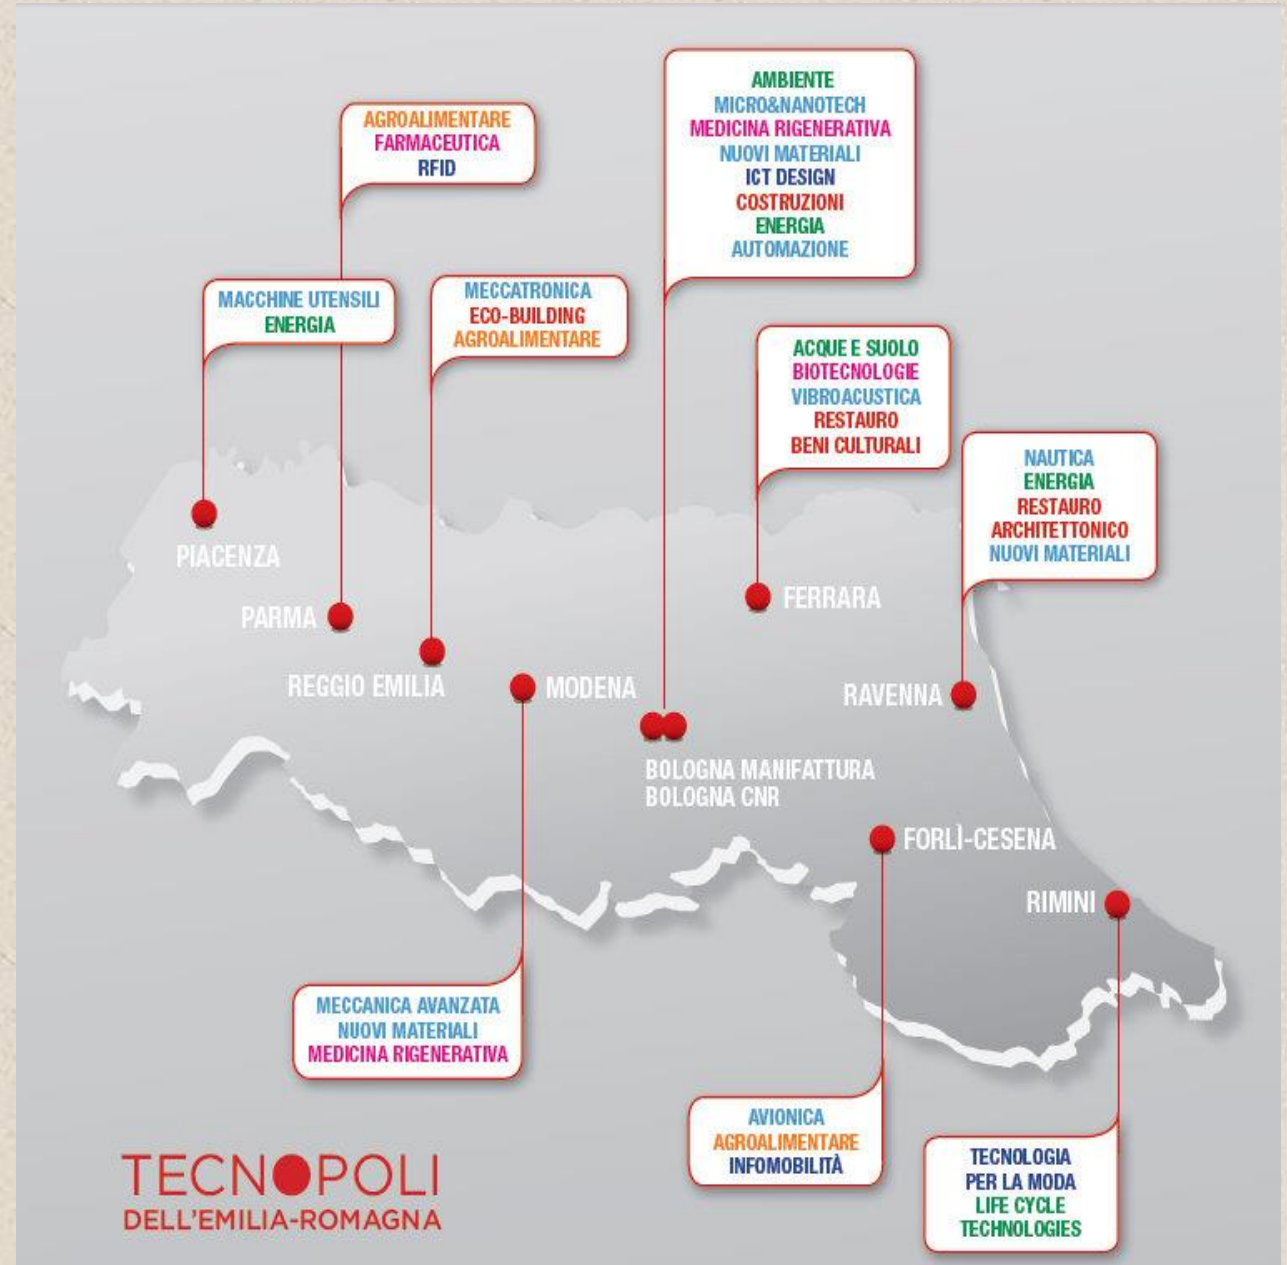 AMBIENTE
MICRO&NANOTECH
MEDICINA RIGENERATIVA
NUOVI MATERIALI
ICT DESIGN
COSTRUZIONI
ENERGIA
AUTOMAZIONE
AGROALIMENTARE
FARMACEUTICA
RFID
MACCHINE UTENSILI
ENERGIA
MECCATRONICA
ECO-BUILDING
AGROALIMENTARE
ACQUE E SUOLO
BIOTECNOLOGIE
VIBROACUSTICA
RESTAURO
BENI CULTURALI
NAUTICA
ENERGIA
RESTAURO
ARCHITETTONICO
NUOVI MATERIALI
PIACENZA
PARMA
REGGIO EMILIA
MODENA
FERRARA
RAVENNA
BOLOGNA MANIFATTURA
BOLOGNA CNR
FORLÌ-CESENA
RIMINI
MECCANICA AVANZATA
NUOVI MATERIALI
MEDICINA RIGENERATIVA
AVIONICA
AGROALIMENTARE
INFOMOBILITÀ
TECNOLOGIA
PER LA MODA
LIFE CYCLE
TECHNOLOGIES
TECNOPOLI
DELL'EMILIA-ROMAGNA